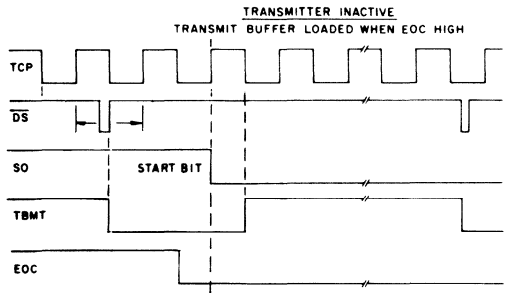 TRANSMITTER INACTIVE
TRANSMIT BUFFER LOADED WHEN EOC HIGH
TCP
DS
SO
START BIT
TBMT
EOC